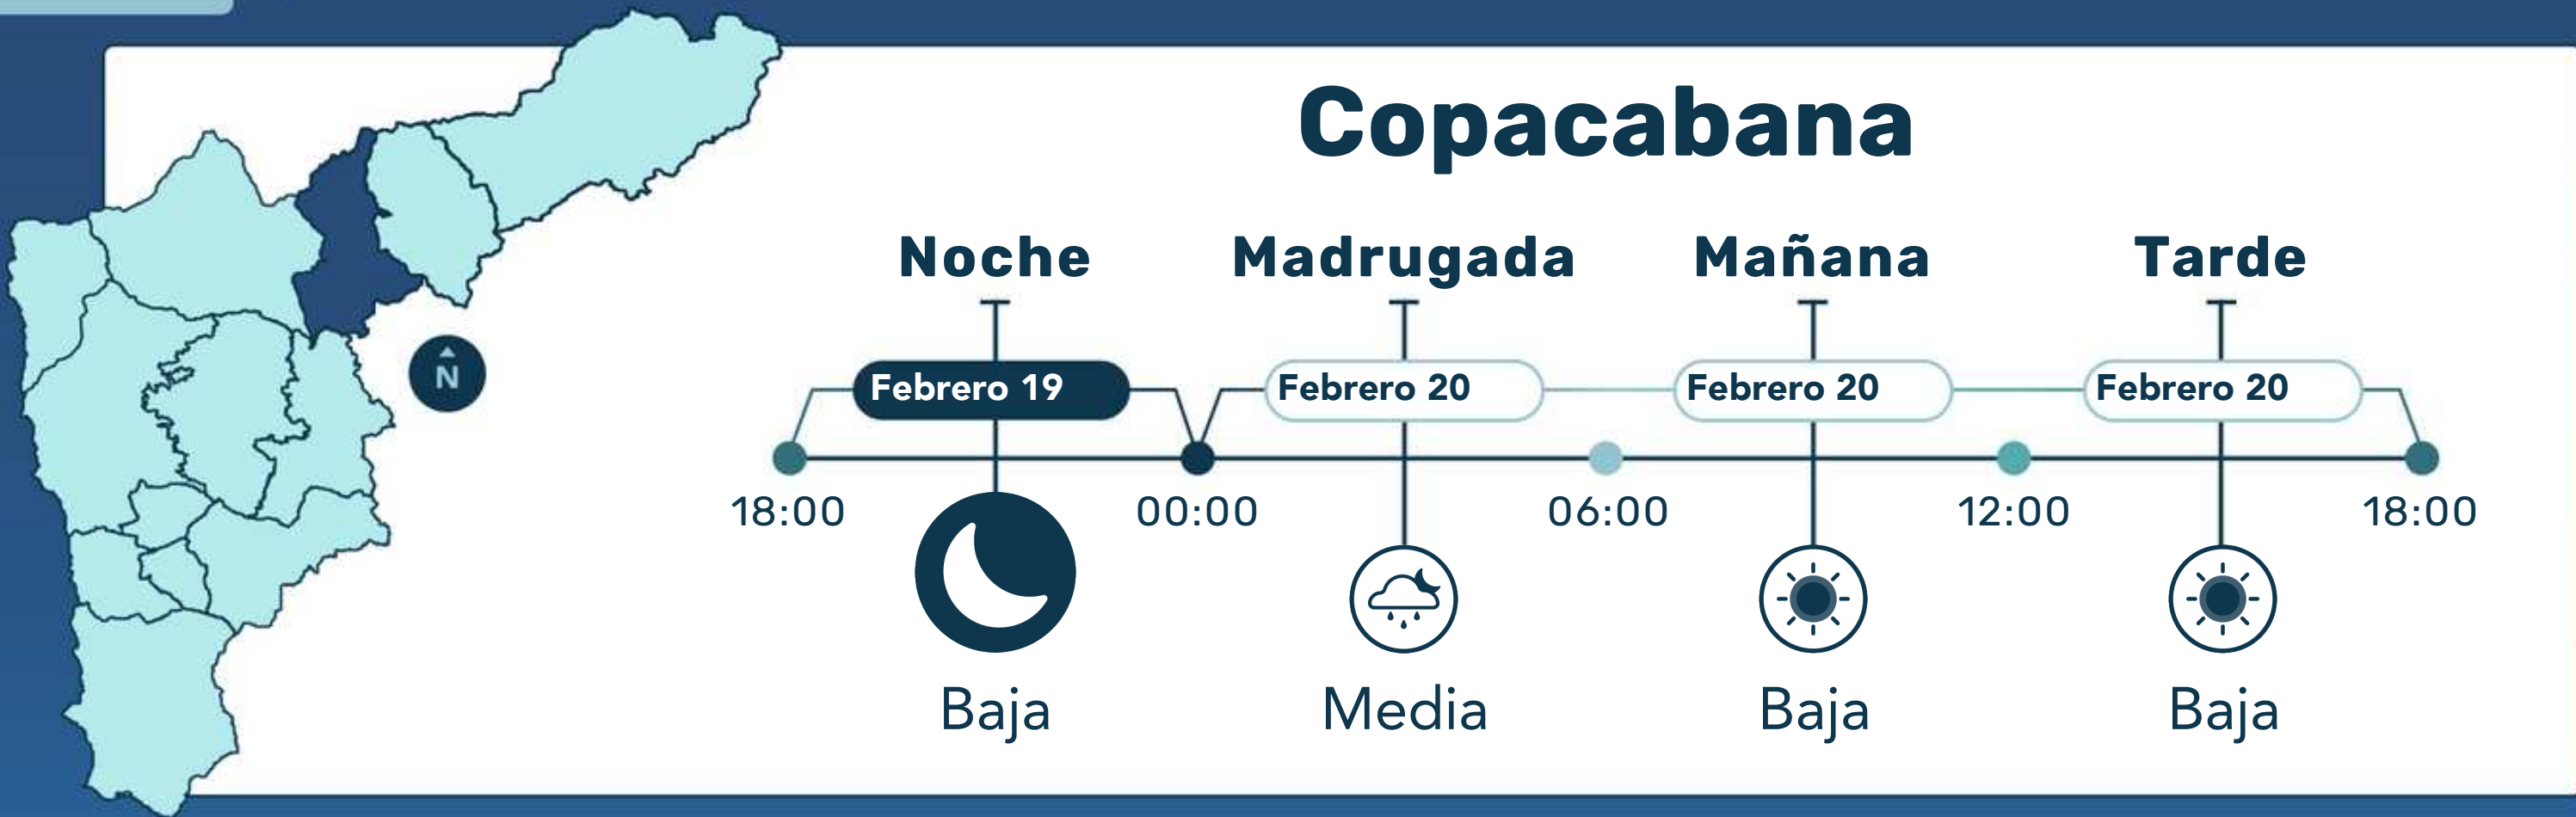 Copacabana
Noche Madrugada Mañana Tarde
Febrero 19 Febrero 20 Febrero 20 Febrero 20
N
18:00 00:00 06:00 12:00 18:00
Baja Media Baja Baja